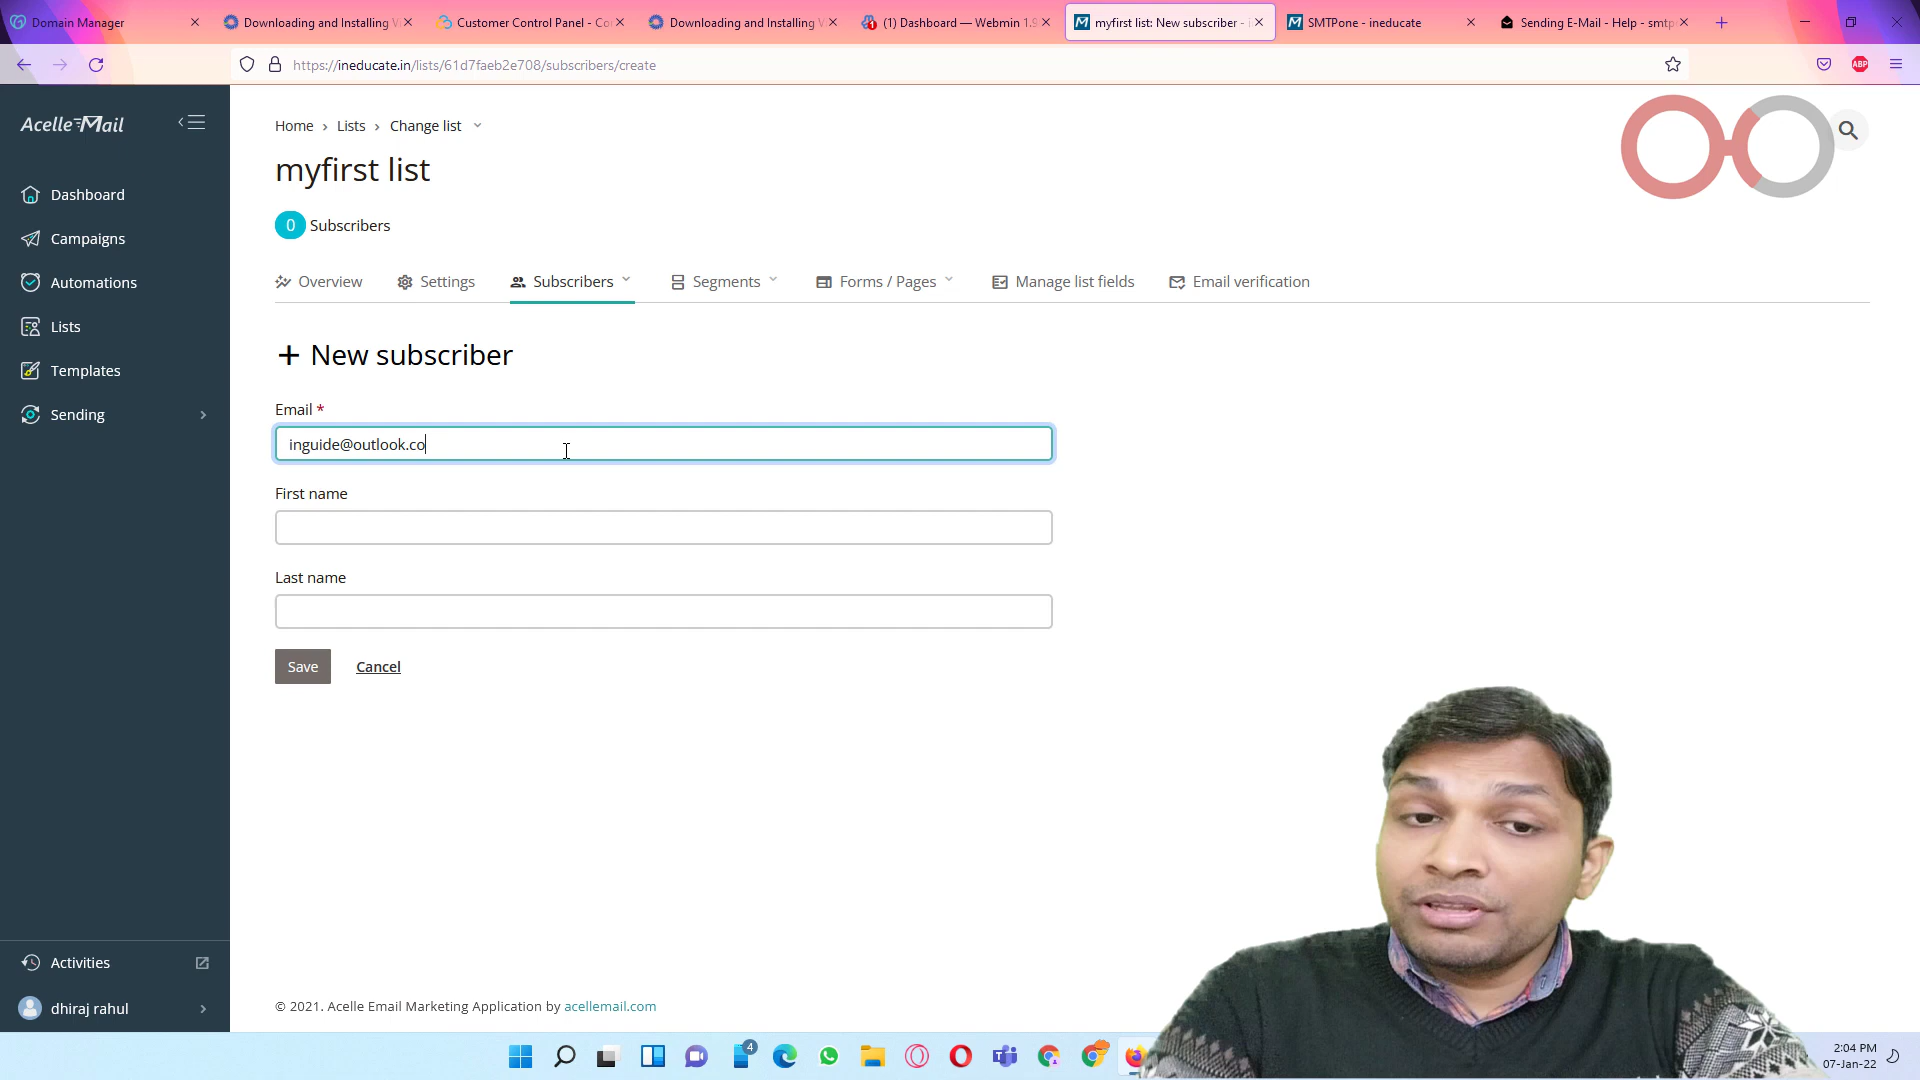 Domain Manager
Downloading and Installing
Customer Control Panel - Co
Downloading and Installing
(1) Dashboard — Webmin 1.9
myfirst list: New subscriber -
SMTPone - ineducate
Sending E-Mail - Help - smtp
https://ineducate.in/lists/61d7faeb2e708/subscribers/create
ABP
Acelle Mail
Home › Lists › Change list
myfirst list
0 Subscribers
Dashboard
Campaigns
Automations
Lists
Templates
Sending
Overview
Settings
Subscribers
Segments
Forms / Pages
Manage list fields
Email verification
+ New subscriber
Email *
inguide@outlook.co
First name
Last name
Save
Cancel
Activities
dhiraj rahul
© 2021. Acelle Email Marketing Application by acellemail.com
4
2:04 PM
07-Jan-22